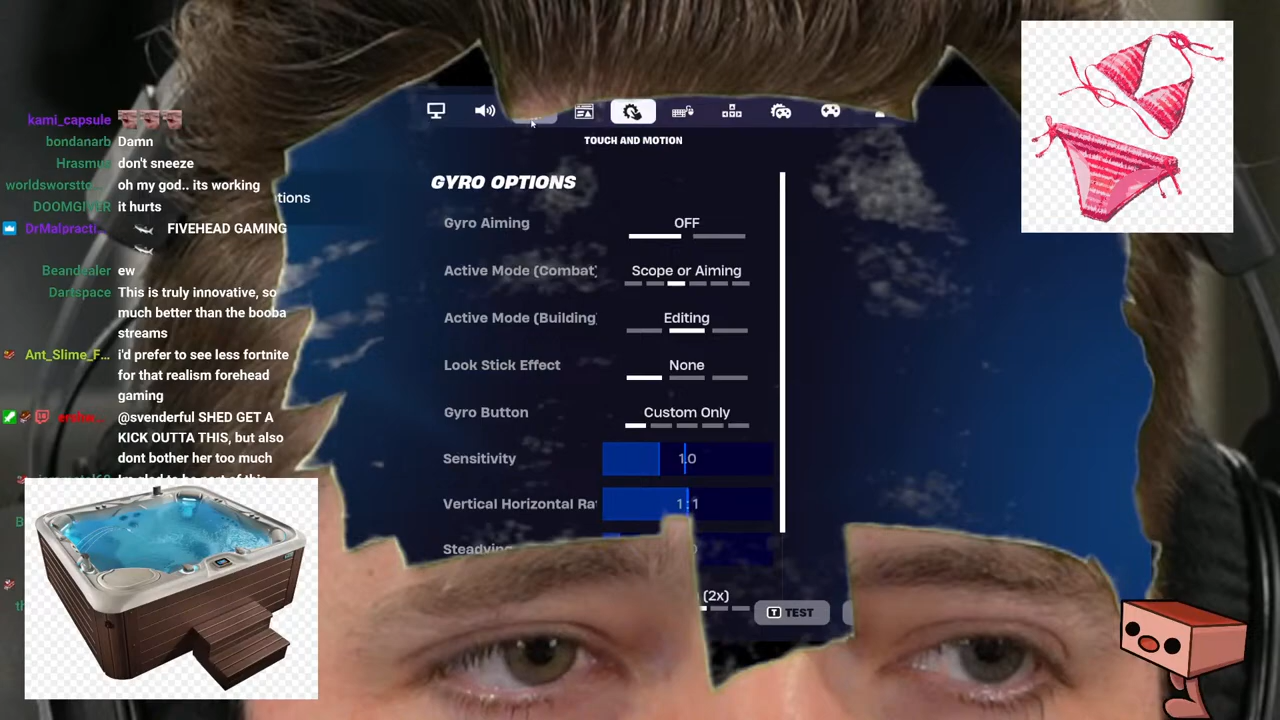 kami_capsule
bondanarb Damn
Hrasmus don't sneeze
oh my god.. its working
it hurts
FIVEHEAD GAMING
Beandealer ew
Dartspace This is truly innovative, so
much better than the booba
streams
Ant_Slime_F... i'd prefer to see less fortnite
for that realism forehead
gaming
@svenderful SHED GET A
KICK OUTTA THIS, but also
dont bother her too much
tions
TOUCH AND MOTION
GYRO OPTIONS
Gyro Aiming OFF
Active Mode (Combat) Scope or Aiming
Active Mode (Building) Editing
Look Stick Effect None
Gyro Button Custom Only
Sensitivity 1.0
Vertical Horizontal Ra 1:1
(2x)
T TEST